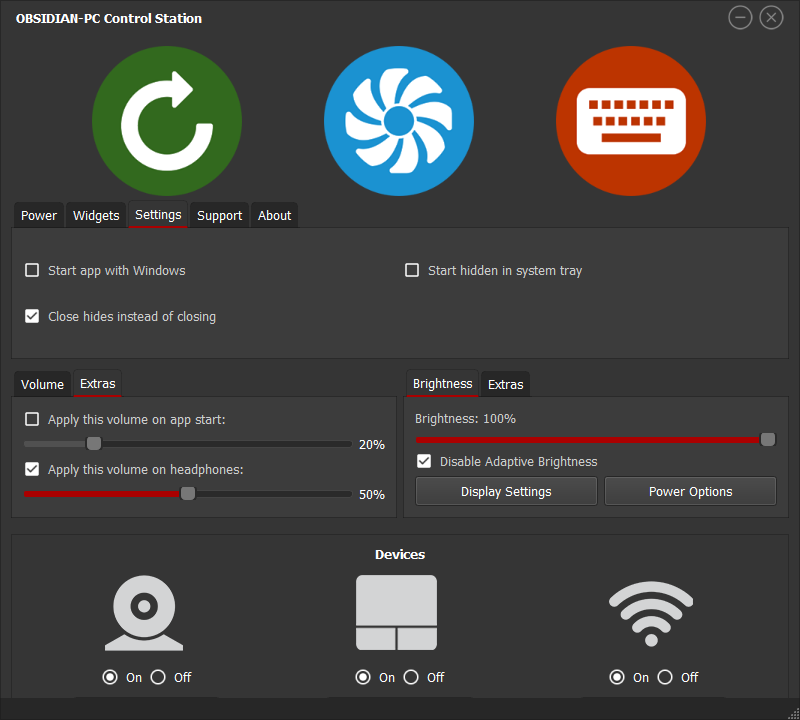 OBSIDIAN-PC Control Station
Power Widgets Settings Support About
Start app with Windows Start hidden in system tray
Close hides instead of closing
Volume Extras
Apply this volume on app start:
20%
Apply this volume on headphones:
50%
Brightness Extras
Brightness: 100%
Disable Adaptive Brightness
Display Settings Power Options
Devices
On Off On Off On Off